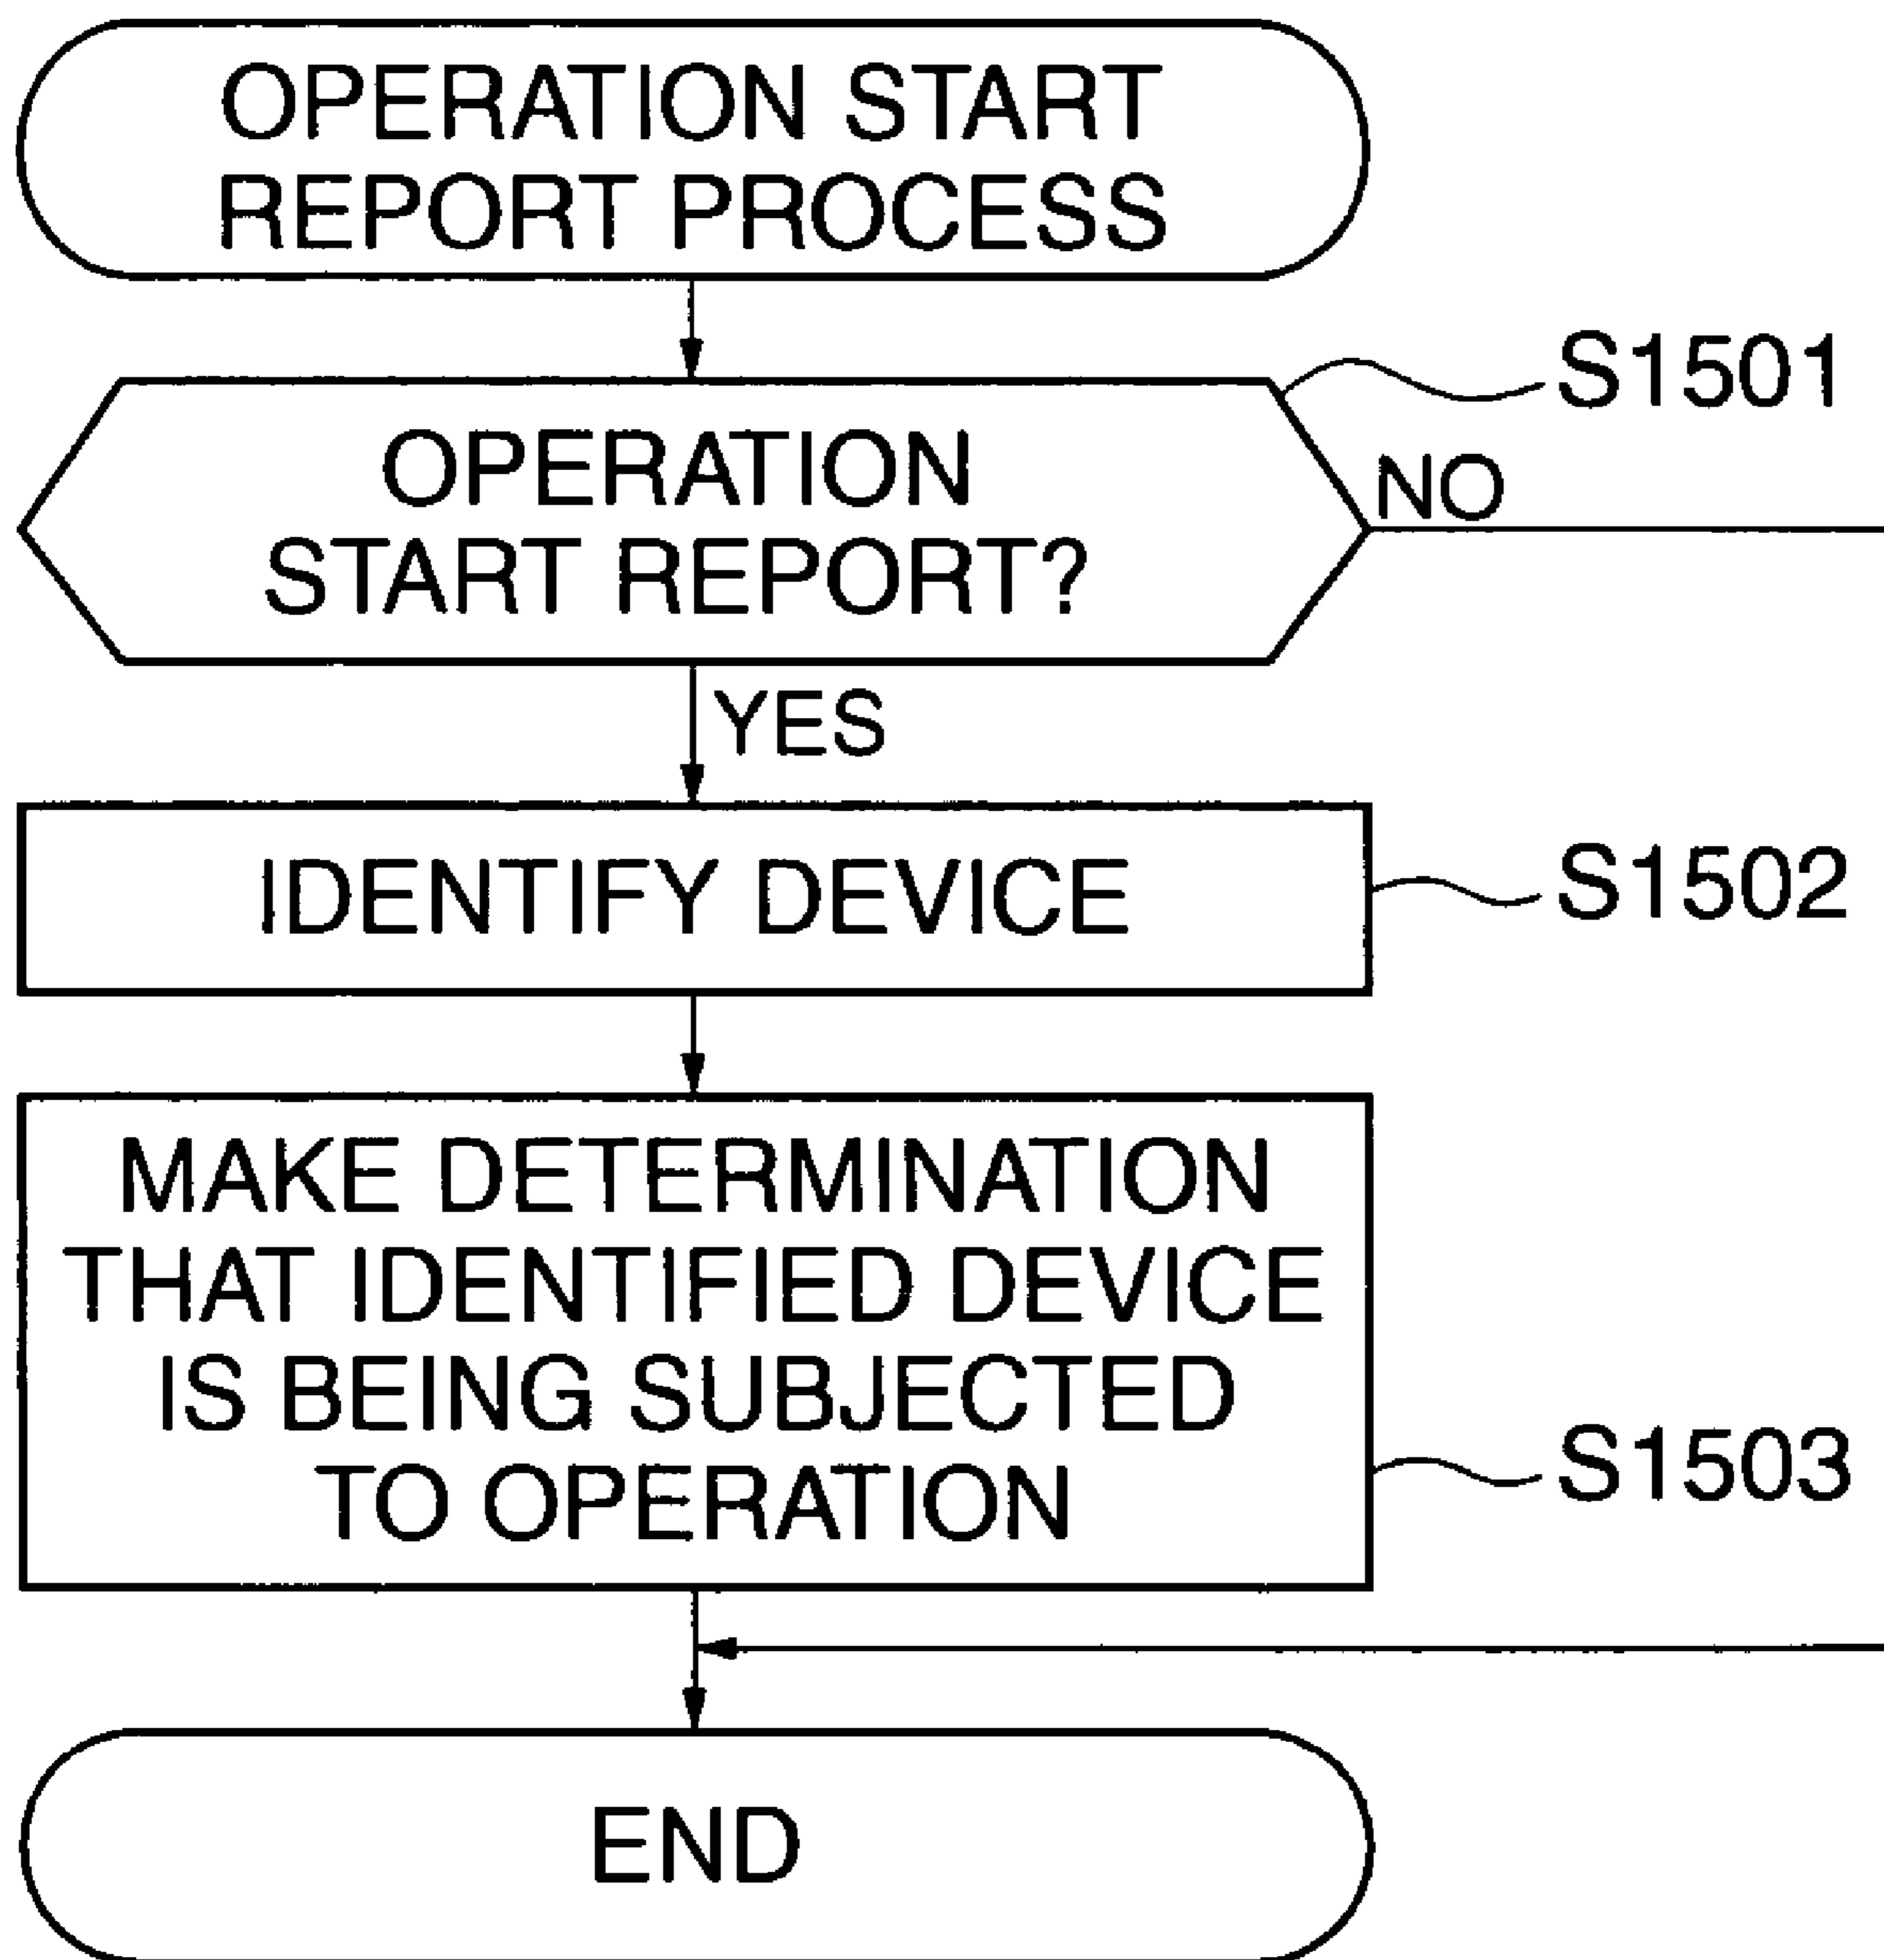 OPERATION START
REPORT PROCESS
S1501
OPERATION
START REPORT?
NO
YES
IDENTIFY DEVICE
S1502
MAKE DETERMINATION
THAT IDENTIFIED DEVICE
IS BEING SUBJECTED
TO OPERATION
S1503
END